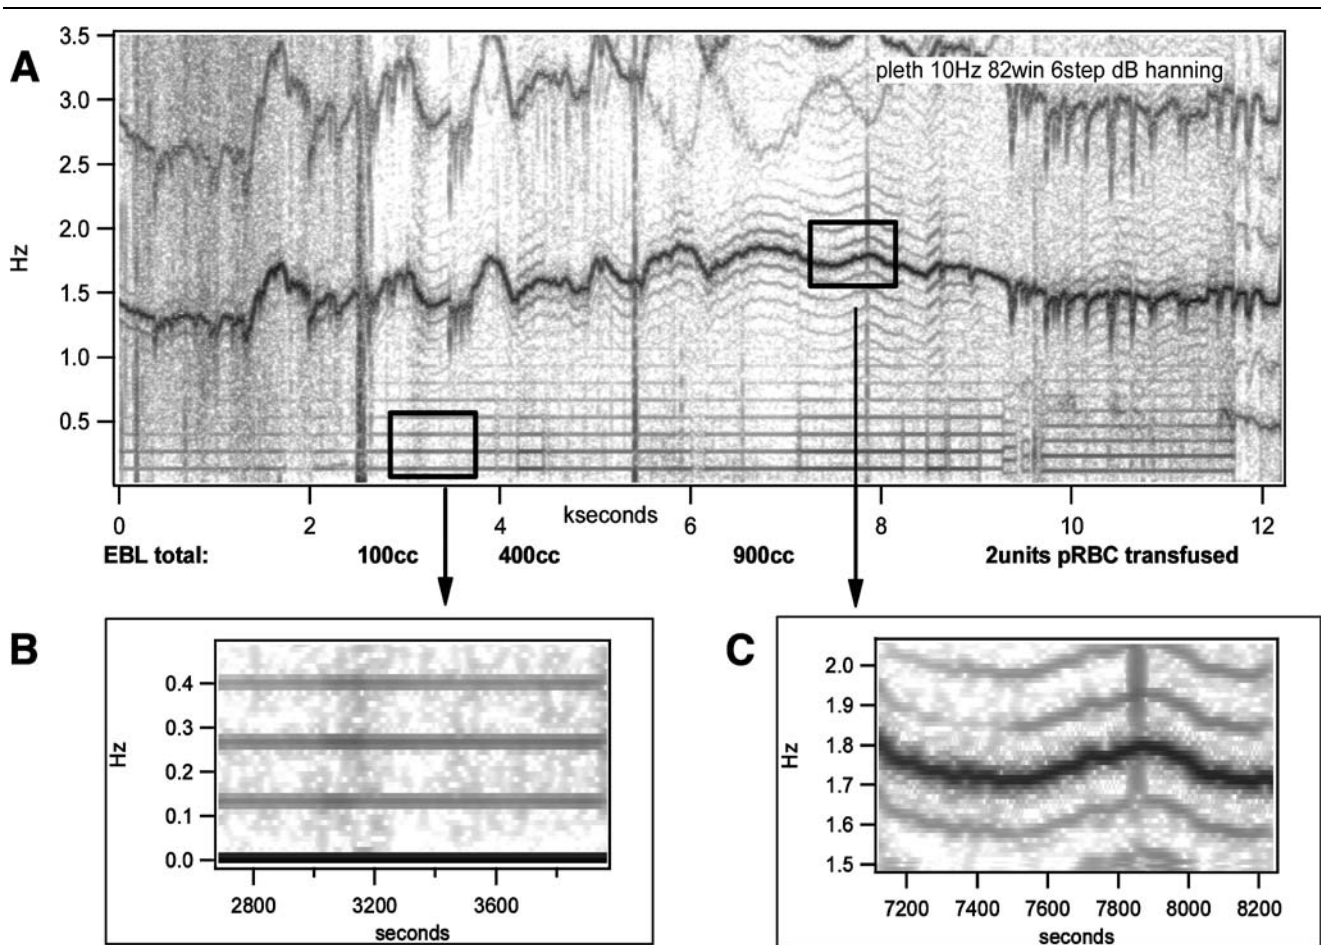 A
3.5
3.0
2.5
2.0
1.5
1.0
0.5
Hz
pleth 10Hz 82win 6step dB hanning
0 2 4 6 8 10 12
kseconds
EBL total: 100cc 400cc 900cc 2units pRBC transfused
B
0.4
0.3
0.2
0.1
0.0
Hz
2800 3200 3600
seconds
C
2.0
1.9
1.8
1.7
1.6
1.5
Hz
7200 7400 7600 7800 8000 8200
seconds